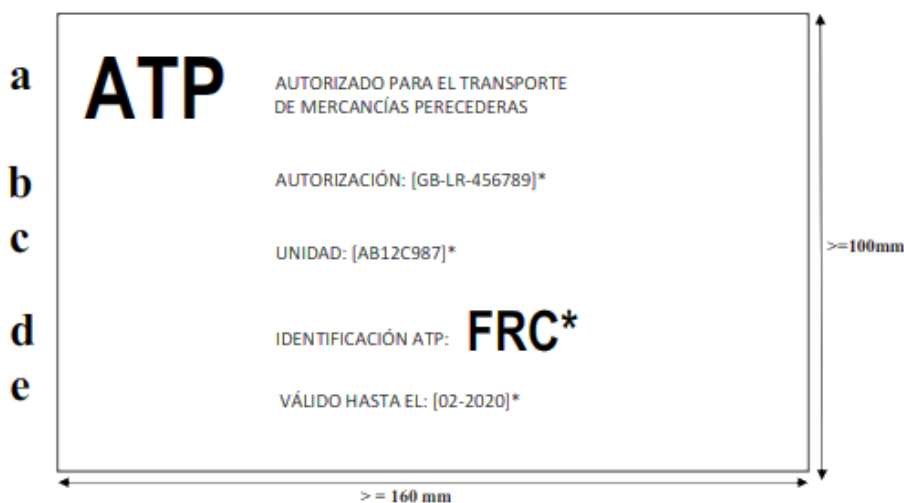 a
ATP
AUTORIZADO PARA EL TRANSPORTE
DE MERCANCÍAS PERECEDERAS
b
AUTORIZACIÓN: [GB-LR-456789]*
c
UNIDAD: [AB12C987]*
>=100mm
d
IDENTIFICACIÓN ATP: FRC*
e
VÁLIDO HASTA EL: [02-2020]*
> = 160 mm